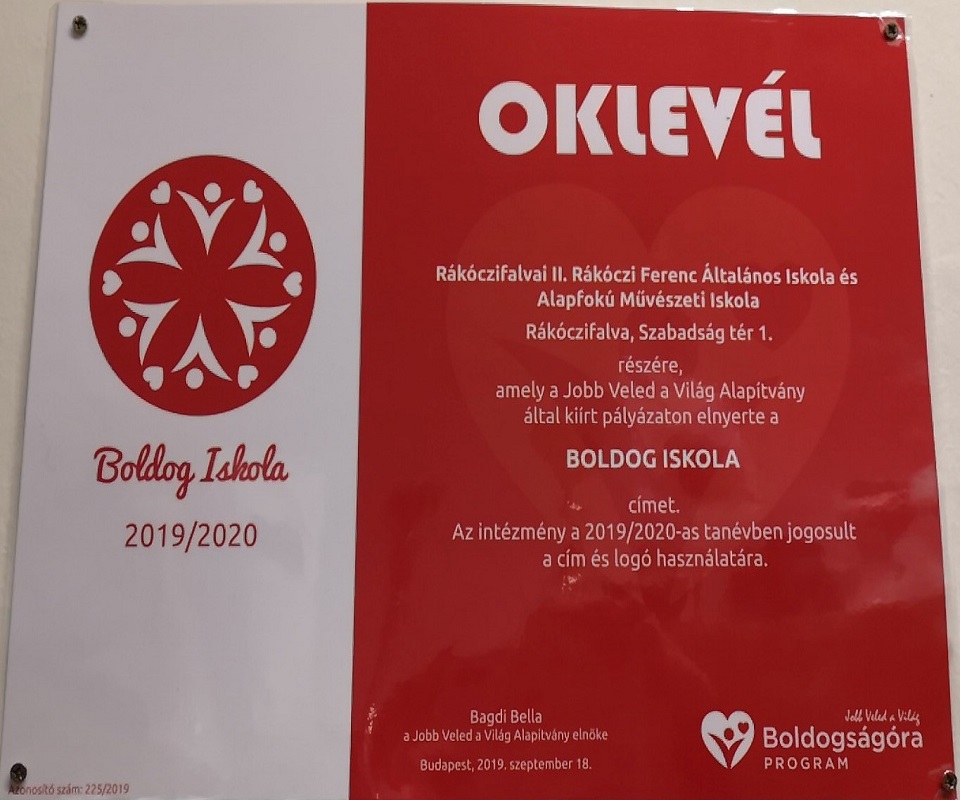 Boldog Iskola
2019/2020
Azonosító szám: 225/2019
OKLEVÉL
Rákóczifalvai II. Rákóczi Ferenc Általános Iskola és
Alapfokú Művészeti Iskola
Rákóczifalva, Szabadság tér 1.
részére,
amely a Jobb Veled a Világ Alapítvány
által kiírt pályázaton elnyerte a
BOLDOG ISKOLA
címet.
Az intézmény a 2019/2020-as tanévben jogosult
a cím és logó használatára.
Bagdi Bella
a Jobb Veled a Világ Alapítvány elnöke
Budapest, 2019. szeptember 18.
Jobb Veled a Világ
Boldogságóra
PROGRAM